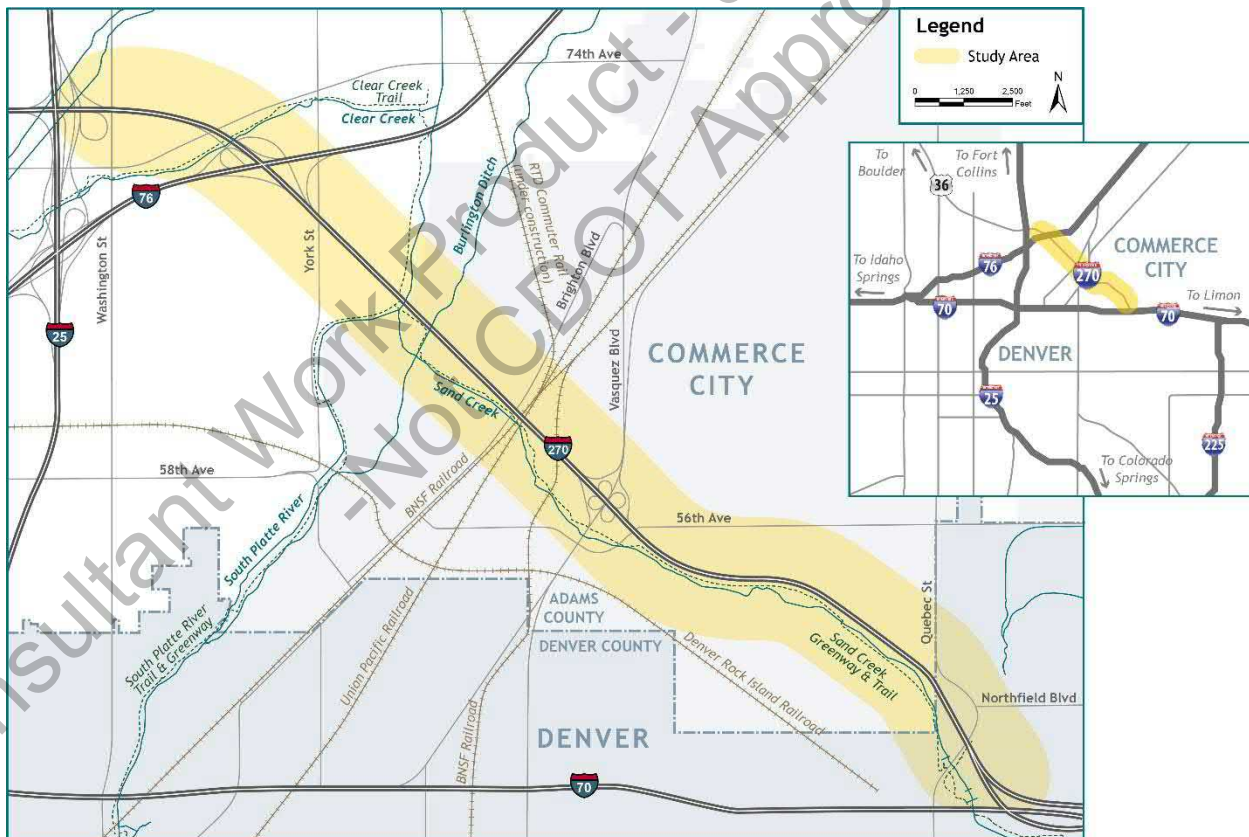 Legend
Study Area
0 1,250 2,500
Feet
N
74th Ave
Clear Creek
Trail
Clear Creek
76
Washington St
York St
25
Burlington Ditch
RTD Commuter Rail
(under construction)
Brighton Blvd
Vasquez Blvd
COMMERCE
CITY
Sand Creek
270
58th Ave
BNSF Railroad
56th Ave
South Platte River
South Platte River
Trail & Greenway
Union Pacific Railroad
ADAMS
COUNTY
DENVER COUNTY
Denver Rock Island Railroad
Sand Creek
Greenway & Trail
Quebec St
Northfield Blvd
BNSF Railroad
DENVER
70
To
Boulder
To Fort
Collins
36
COMMERCE
CITY
To Idaho
Springs
76
270
70
To Limon
70
DENVER
25
225
To Colorado
Springs
nsultant Work Product -
-Not CDOT Appro